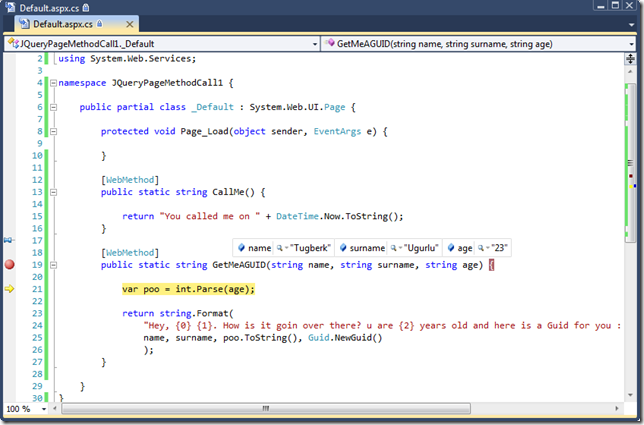 Default.aspx.cs
Default.aspx.cs
JQueryPageMethodCall1._Default
GetMeAGUID(string name, string surname, string age)
2 using System.Web.Services;
3
4 namespace JQueryPageMethodCall1 {
5
6 public partial class _Default : System.Web.UI.Page {
7
8 protected void Page_Load(object sender, EventArgs e) {
9
10 }
11
12 [WebMethod]
13 public static string CallMe() {
14
15 return "You called me on " + DateTime.Now.ToString();
16 }
17
name "Tugberk" surname "Ugurlu" age "23"
18 [WebMethod]
19 public static string GetMeAGUID(string name, string surname, string age) {
20
21 var poo = int.Parse(age);
22
23 return string.Format(
24 "Hey, {0} {1}. How is it goin over there? u are {2} years old and here is a Guid for you :
25 name, surname, poo.ToString(), Guid.NewGuid()
26 );
27 }
28
29 }
30 }
100 %